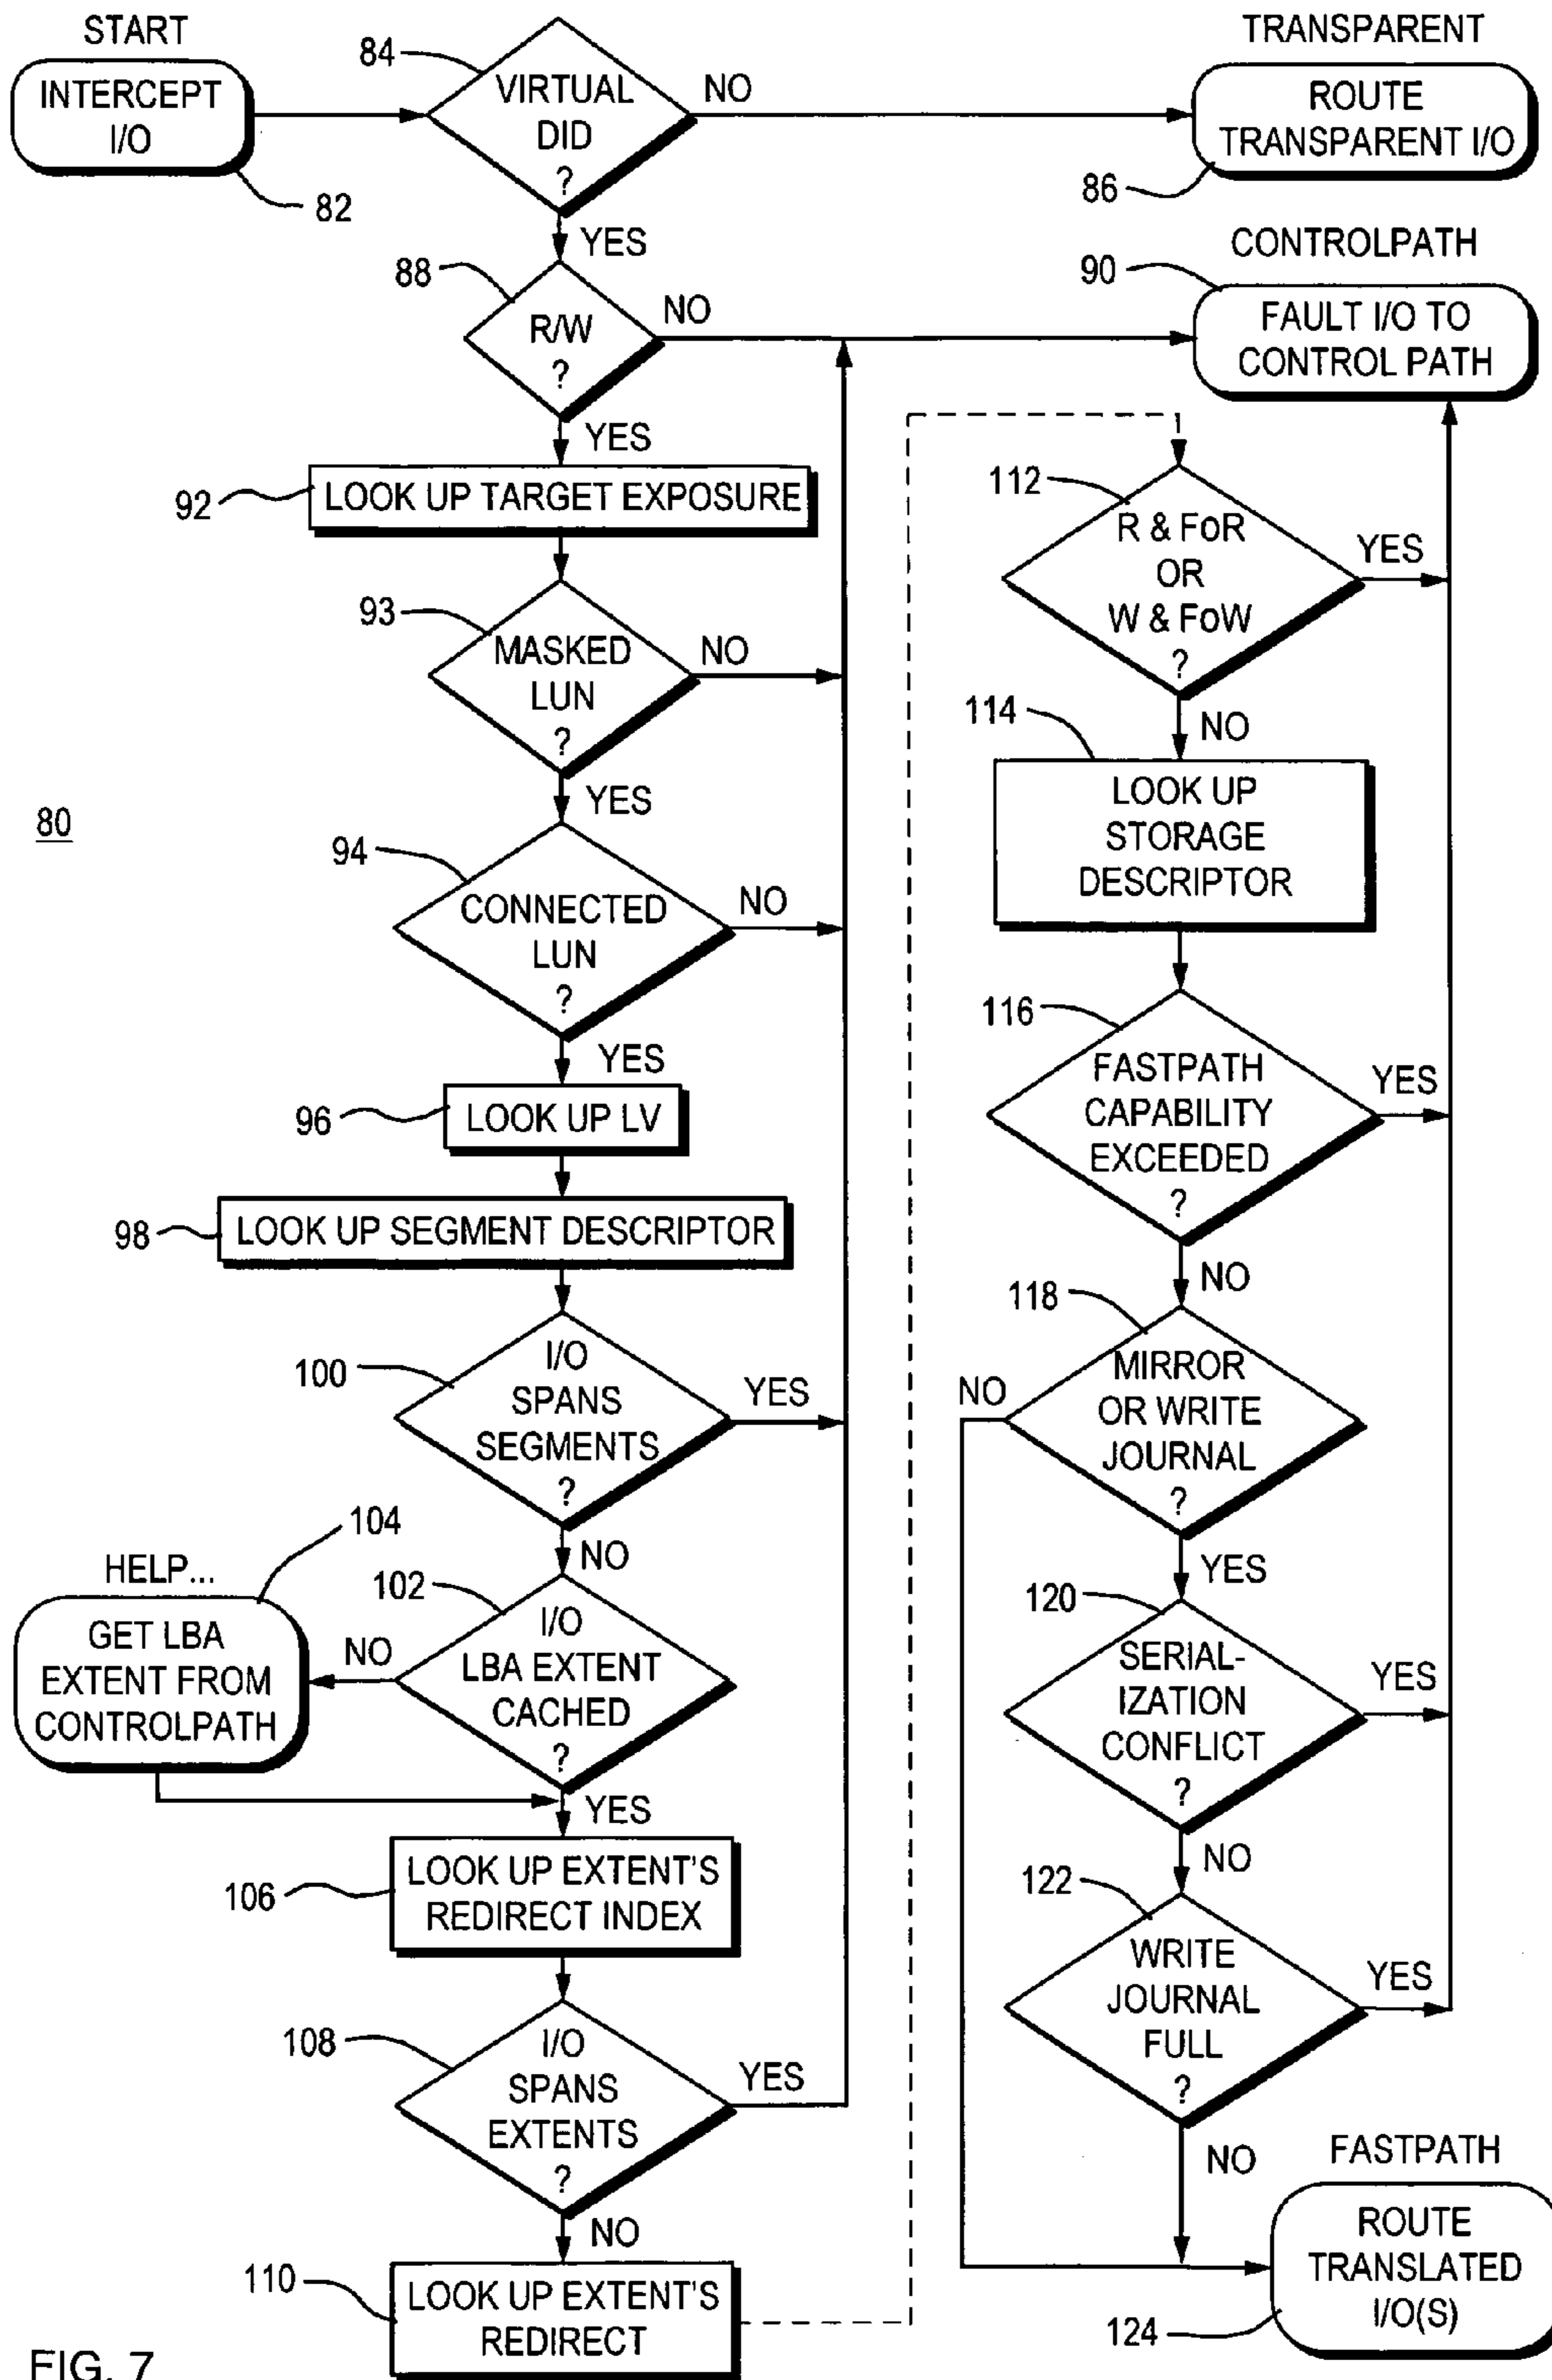 START
INTERCEPT
I/O
82
84
VIRTUAL
DID
?
NO
YES
TRANSPARENT
ROUTE
TRANSPARENT I/O
86
88
R/W
?
NO
YES
CONTROLPATH
90
FAULT I/O TO
CONTROL PATH
92
LOOK UP TARGET EXPOSURE
93
MASKED
LUN
?
NO
YES
80
94
CONNECTED
LUN
?
NO
YES
96
LOOK UP LV
98
LOOK UP SEGMENT DESCRIPTOR
100
I/O
SPANS
SEGMENTS
?
YES
NO
HELP...
104
GET LBA
EXTENT FROM
CONTROLPATH
102
I/O
LBA EXTENT
CACHED
?
NO
YES
106
LOOK UP EXTENT'S
REDIRECT INDEX
108
I/O
SPANS
EXTENTS
?
YES
NO
110
LOOK UP EXTENT'S
REDIRECT
112
R & FoR
OR
W & FoW
?
YES
NO
114
LOOK UP
STORAGE
DESCRIPTOR
116
FASTPATH
CAPABILITY
EXCEEDED
?
YES
NO
118
MIRROR
OR WRITE
JOURNAL
?
NO
YES
120
SERIAL-
IZATION
CONFLICT
?
YES
NO
122
WRITE
JOURNAL
FULL
?
YES
NO
FASTPATH
ROUTE
TRANSLATED
I/O(S)
124
FIG. 7